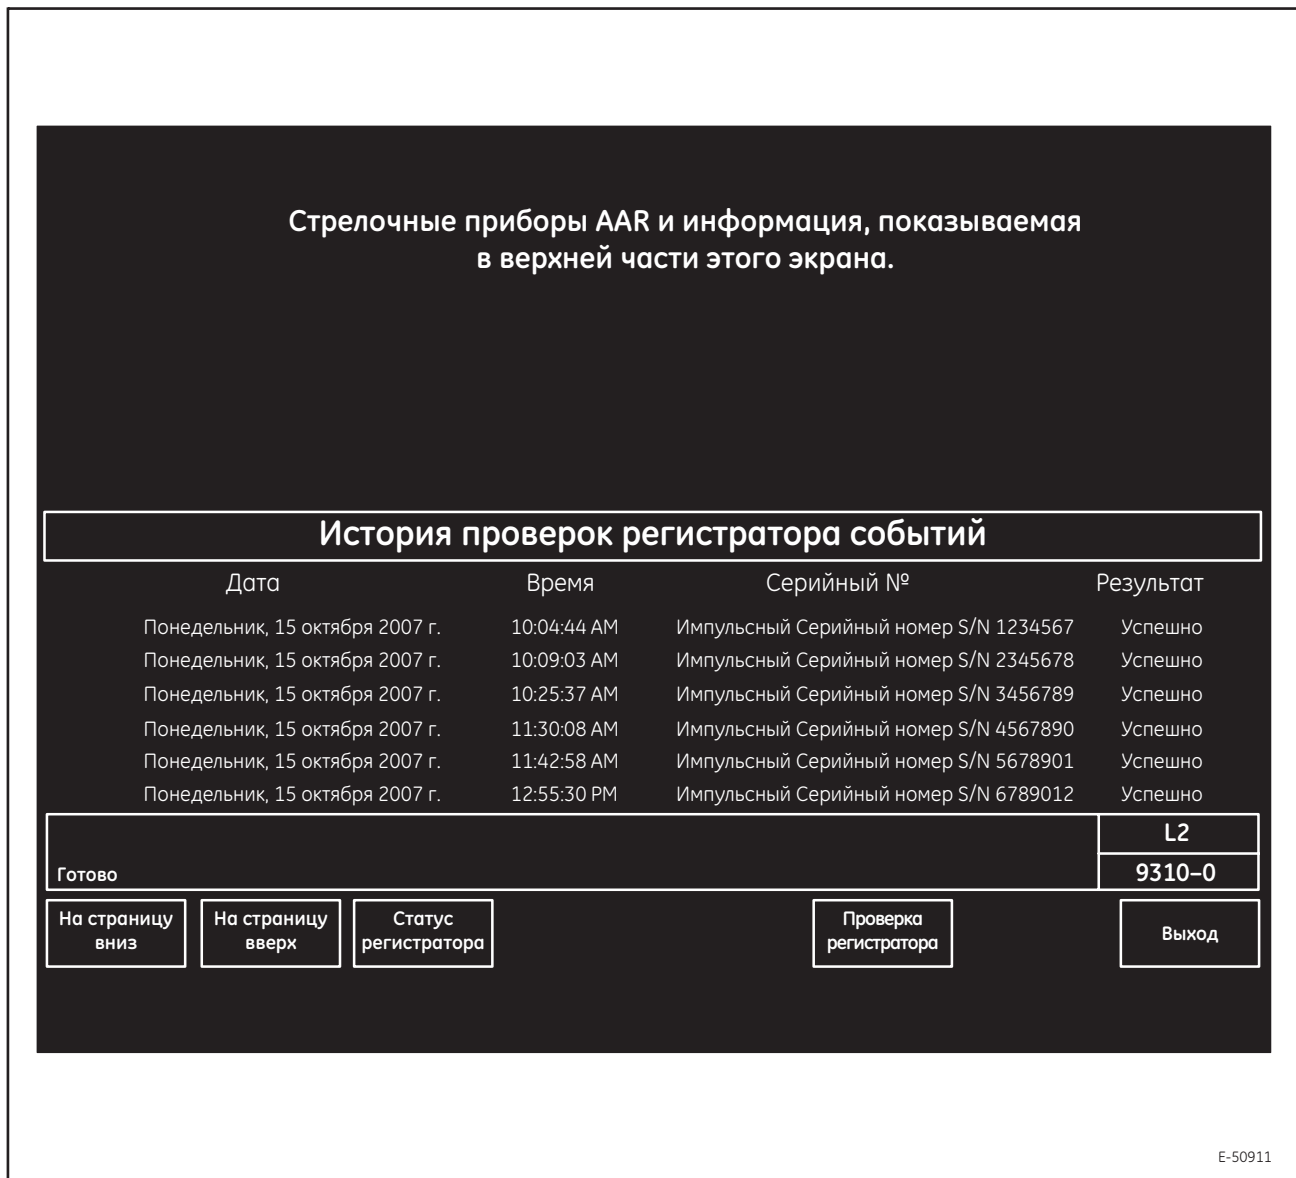 Стрелочные приборы AAR и информация, показываемая
в верхней части этого экрана.
История проверок регистратора событий
Дата Время Серийный № Результат
Понедельник, 15 октября 2007 г. 10:04:44 AM Импульсный Серийный номер S/N 1234567 Успешно
Понедельник, 15 октября 2007 г. 10:09:03 AM Импульсный Серийный номер S/N 2345678 Успешно
Понедельник, 15 октября 2007 г. 10:25:37 AM Импульсный Серийный номер S/N 3456789 Успешно
Понедельник, 15 октября 2007 г. 11:30:08 AM Импульсный Серийный номер S/N 4567890 Успешно
Понедельник, 15 октября 2007 г. 11:42:58 AM Импульсный Серийный номер S/N 5678901 Успешно
Понедельник, 15 октября 2007 г. 12:55:30 PM Импульсный Серийный номер S/N 6789012 Успешно
L2
Готово
9310–0
На страницу
вниз
На страницу
вверх
Статус
регистратора
Проверка
регистратора
Выход
E-50911